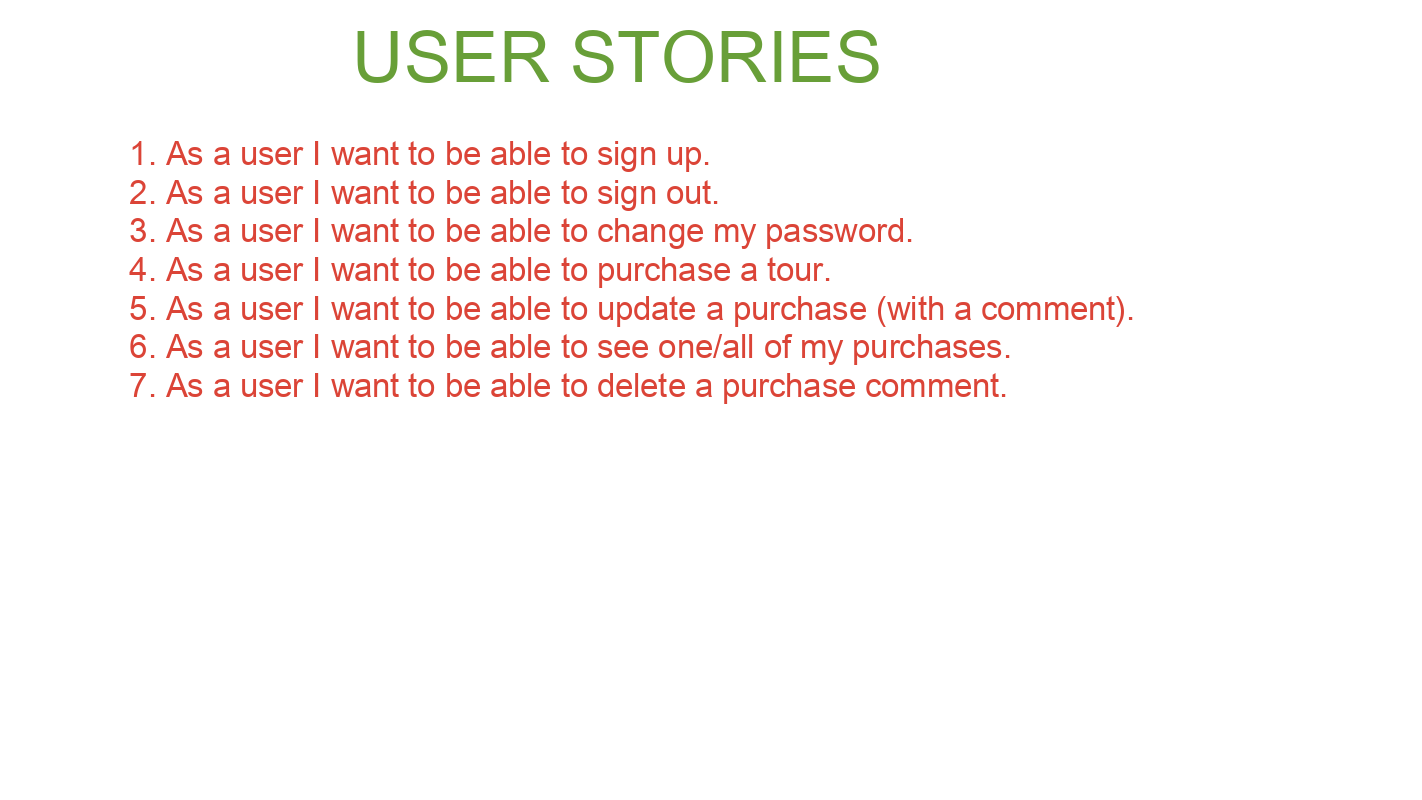 USER STORIES
1. As a user I want to be able to sign up.
2. As a user I want to be able to sign out.
3. As a user I want to be able to change my password.
4. As a user I want to be able to purchase a tour.
5. As a user I want to be able to update a purchase (with a comment).
6. As a user I want to be able to see one/all of my purchases.
7. As a user I want to be able to delete a purchase comment.